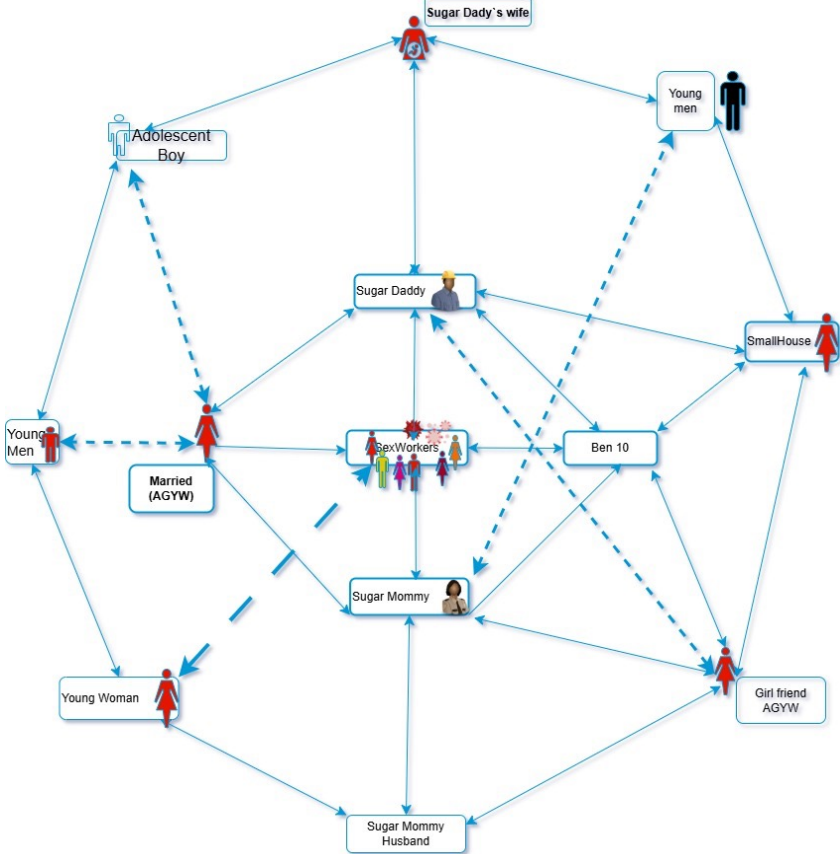 Sugar Dady`s wife
Young
men
Adolescent
Boy
Sugar Daddy
SmallHouse
Young
Men
SexWorkers
Ben 10
Married
(AGYW)
Sugar Mommy
Young Woman
Girl friend
AGYW
Sugar Mommy
Husband